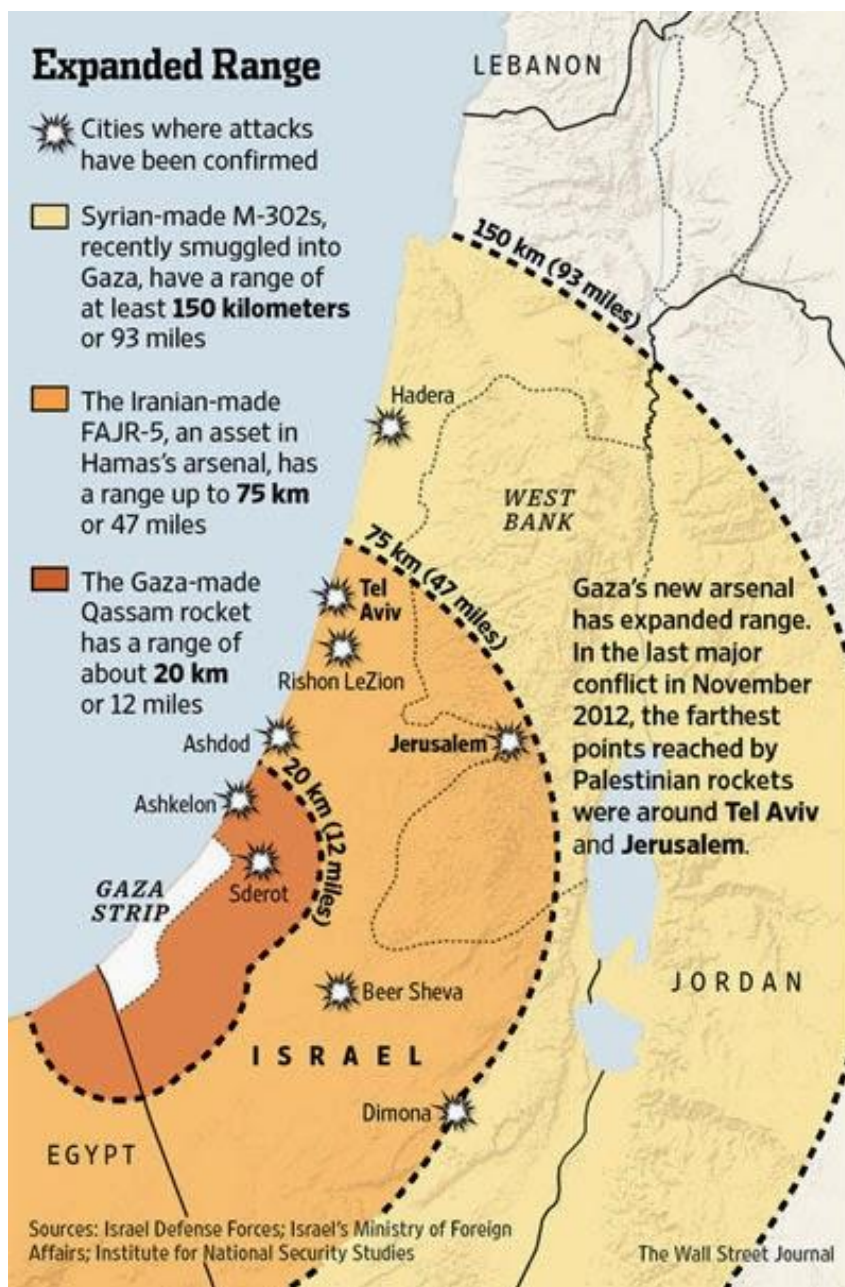 Expanded Range
Cities where attacks
have been confirmed
Syrian-made M-302s,
recently smuggled into
Gaza, have a range of
at least 150 kilometers
or 93 miles
The Iranian-made
FAJR-5, an asset in
Hamas's arsenal, has
a range up to 75 km
or 47 miles
The Gaza-made
Qassam rocket
has a range of
about 20 km
or 12 miles
LEBANON
150 km (93 miles)
Hadera
WEST
BANK
75 km (47 miles)
Tel
Aviv
Rishon LeZion
Gaza's new arsenal
has expanded range.
In the last major
conflict in November
2012, the farthest
points reached by
Palestinian rockets
were around Tel Aviv
and Jerusalem.
Ashdod
Jerusalem
20 km (12 miles)
Ashkelon
Sderot
GAZA
STRIP
Beer Sheva
JORDAN
ISRAEL
Dimona
EGYPT
Sources: Israel Defense Forces; Israel's Ministry of Foreign
Affairs; Institute for National Security Studies
The Wall Street Journal